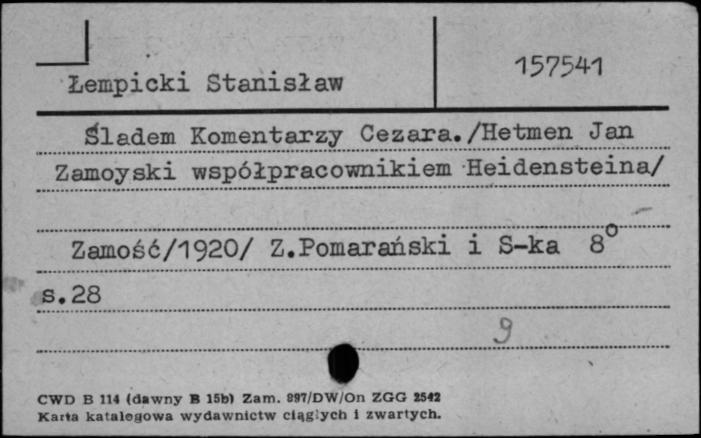 157541
Łempicki Stanisław
Śladem Komentarzy Cezara./Hetmen Jan
Zamoyski współpracownikiem Heidensteina/
Zamość/1920/ Z.Pomarański i S-ka 8°
s.28
9
CWD B 114 (dawny B 15b) Zam. 897/DW/On ZGG 2542
Karta katalogowa wydawnictw ciągłych i zwartych.